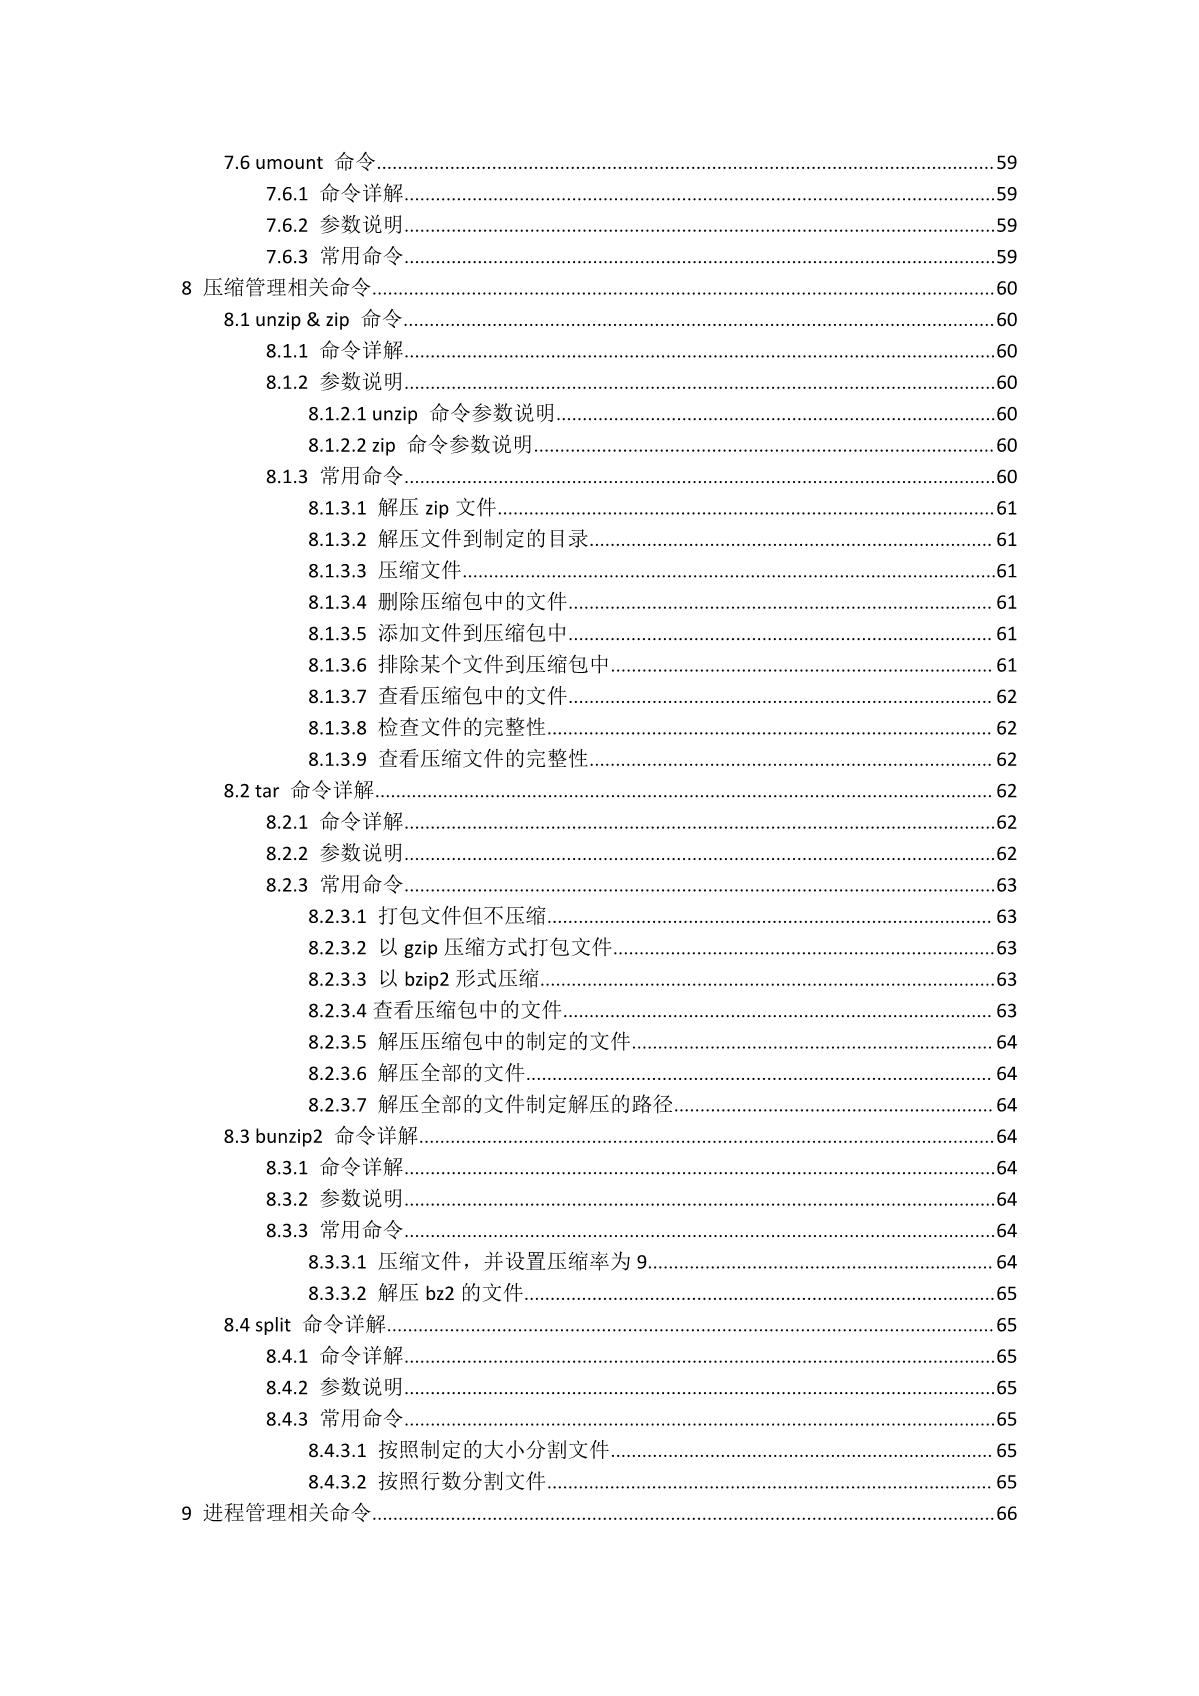 7.6 umount 命令........59
7.6.1 命令详解........59
7.6.2 参数说明........59
7.6.3 常用命令........59
8 压缩管理相关命令........60
8.1 unzip & zip 命令........60
8.1.1 命令详解........60
8.1.2 参数说明........60
8.1.2.1 unzip 命令参数说明........60
8.1.2.2 zip 命令参数说明........60
8.1.3 常用命令........60
8.1.3.1 解压 zip 文件........61
8.1.3.2 解压文件到制定的目录........61
8.1.3.3 压缩文件........61
8.1.3.4 删除压缩包中的文件........61
8.1.3.5 添加文件到压缩包中........61
8.1.3.6 排除某个文件到压缩包中........61
8.1.3.7 查看压缩包中的文件........62
8.1.3.8 检查文件的完整性........62
8.1.3.9 查看压缩文件的完整性........62
8.2 tar 命令详解........62
8.2.1 命令详解........62
8.2.2 参数说明........62
8.2.3 常用命令........63
8.2.3.1 打包文件但不压缩........63
8.2.3.2 以 gzip 压缩方式打包文件........63
8.2.3.3 以 bzip2 形式压缩........63
8.2.3.4 查看压缩包中的文件........63
8.2.3.5 解压压缩包中的制定的文件........64
8.2.3.6 解压全部的文件........64
8.2.3.7 解压全部的文件制定解压的路径........64
8.3 bunzip2 命令详解........64
8.3.1 命令详解........64
8.3.2 参数说明........64
8.3.3 常用命令........64
8.3.3.1 压缩文件，并设置压缩率为 9........64
8.3.3.2 解压 bz2 的文件........65
8.4 split 命令详解........65
8.4.1 命令详解........65
8.4.2 参数说明........65
8.4.3 常用命令........65
8.4.3.1 按照制定的大小分割文件........65
8.4.3.2 按照行数分割文件........65
9 进程管理相关命令........66